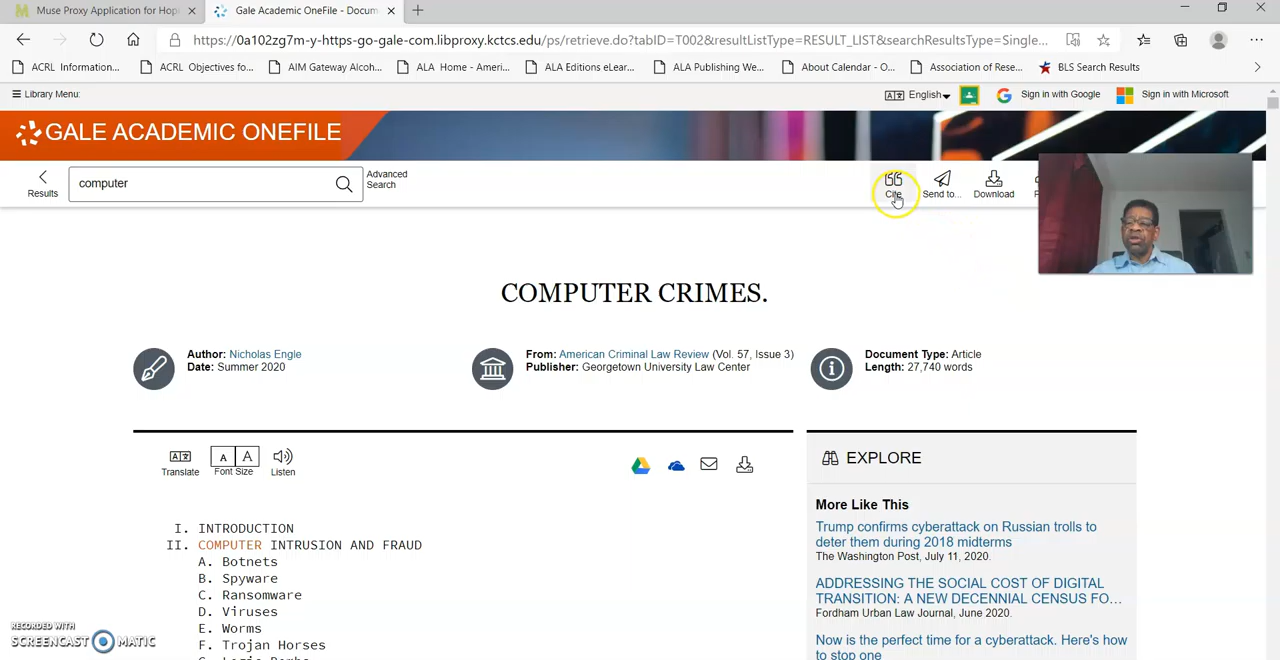 Muse Proxy Application for Hop
Gale Academic OneFile - Docum
https://0a102zg7m-y-https-go-gale-com.libproxy.kctcs.edu/ps/retrieve.do?tabID=T002&resultListType=RESULT_LIST&searchResultsType=Single...
ACRL Information...
ACRL Objectives fo...
AIM Gateway Alcoh...
ALA Home - Ameri...
ALA Editions eLear...
ALA Publishing We...
About Calendar - O...
Association of Rese...
BLS Search Results
Library Menu:
English
Sign in with Google
Sign in with Microsoft
GALE ACADEMIC ONEFILE
Results
computer
Advanced
Search
Cite
Send to...
Download
COMPUTER CRIMES.
Author: Nicholas Engle
Date: Summer 2020
From: American Criminal Law Review (Vol. 57, Issue 3)
Publisher: Georgetown University Law Center
Document Type: Article
Length: 27,740 words
Translate
A A
Font Size
Listen
I. INTRODUCTION
II. COMPUTER INTRUSION AND FRAUD
A. Botnets
B. Spyware
C. Ransomware
D. Viruses
E. Worms
F. Trojan Horses
EXPLORE
More Like This
Trump confirms cyberattack on Russian trolls to
deter them during 2018 midterms
The Washington Post, July 11, 2020.
ADDRESSING THE SOCIAL COST OF DIGITAL
TRANSITION: A NEW DECENNIAL CENSUS FO...
Fordham Urban Law Journal, June 2020.
Now is the perfect time for a cyberattack. Here's how
to stop one
RECORDED WITH
SCREENCAST MATIC